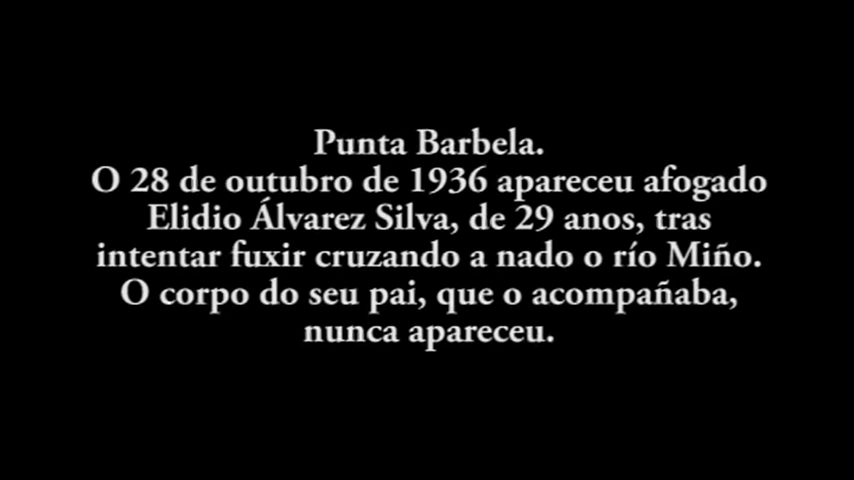 Punta Barbela.
O 28 de outubro de 1936 apareceu afogado
Elidio Álvarez Silva, de 29 anos, tras
intentar fuxir cruzando a nado o río Miño.
O corpo do seu pai, que o acompañaba,
nunca apareceu.